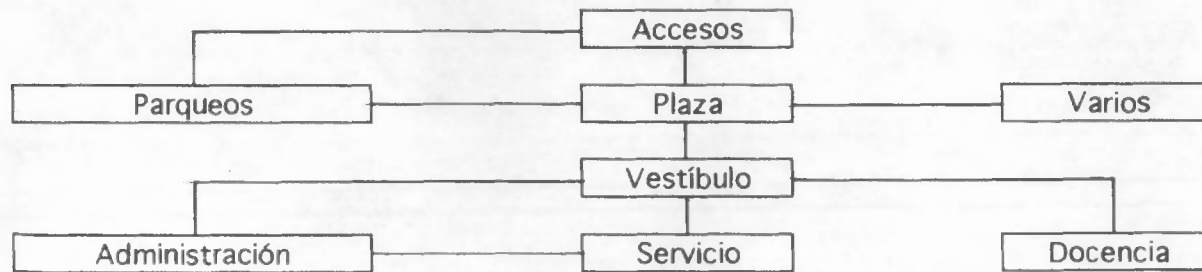 Accesos
Parqueos Plaza Varios
Vestíbulo
Administración Servicio Docencia